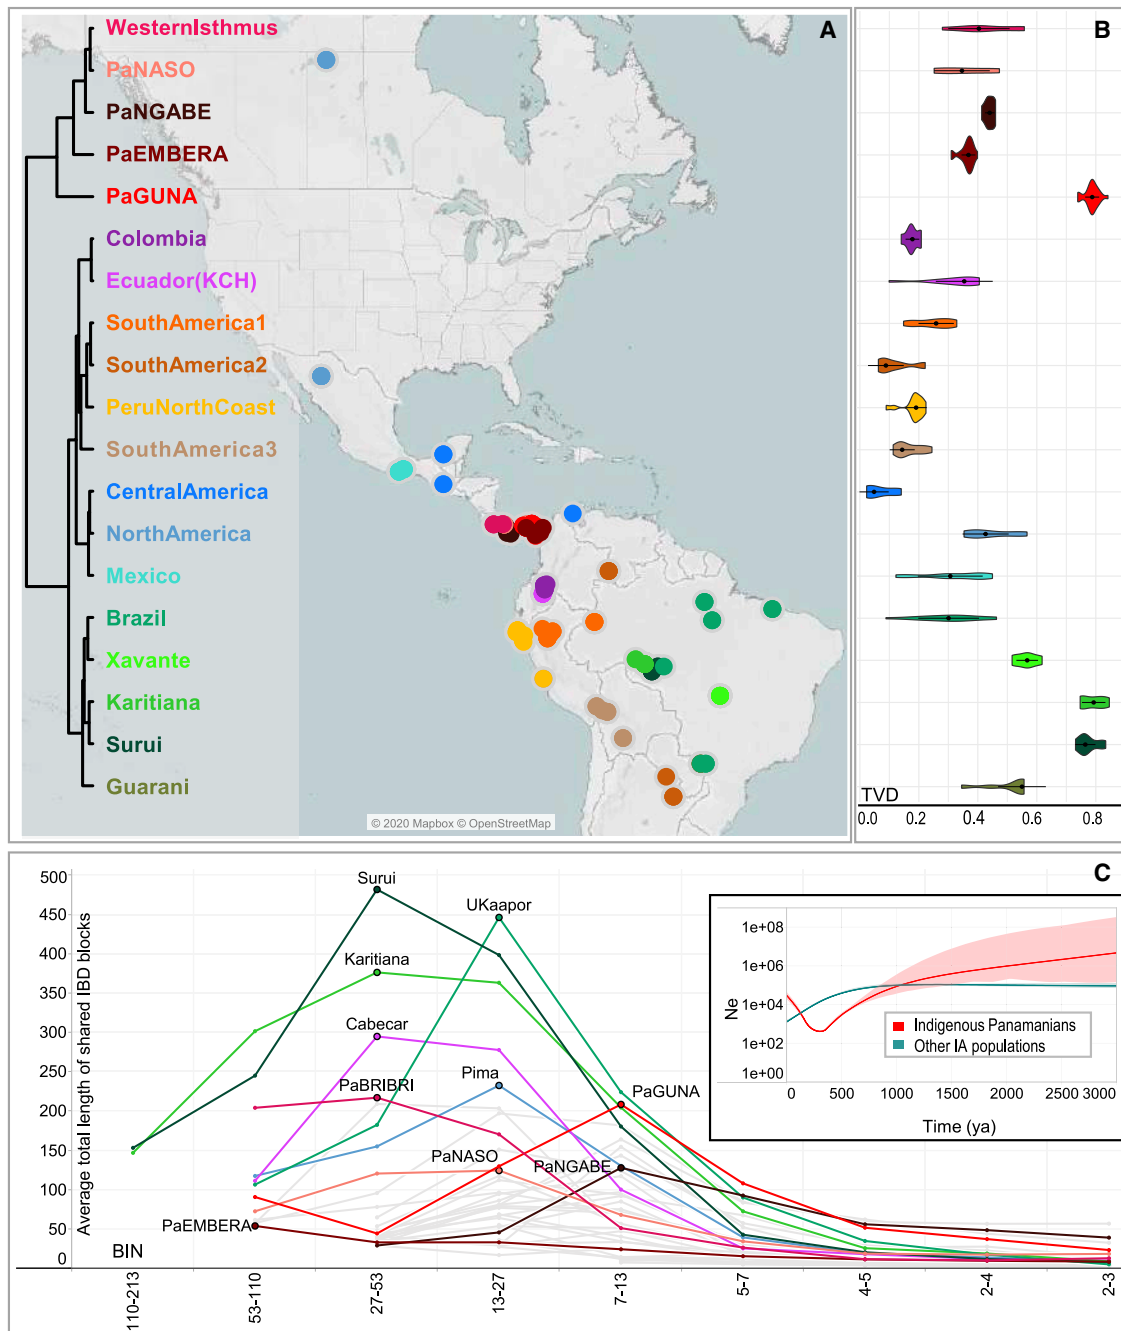 A
WesternIsthmus
PaNASO
PaNGABE
PaEMBERA
PaGUNA
Colombia
Ecuador(KCH)
SouthAmerica1
SouthAmerica2
PeruNorthCoast
SouthAmerica3
CentralAmerica
NorthAmerica
Mexico
Brazil
Xavante
Karitiana
Surui
Guarani
© 2020 Mapbox © OpenStreetMap
B
TVD
0.0 0.2 0.4 0.6 0.8
C
Average total length of shared IBD blocks
500
450
400
350
300
250
200
150
100
50
0
Surui
UKaapor
Karitiana
Cabecar
Pima
PaBRIBRI
PaGUNA
PaNASO
PaNGABE
PaEMBERA
BIN
110-213
53-110
27-53
13-27
7-13
5-7
4-5
2-4
2-3
Ne
1e+08
1e+06
1e+04
1e+02
1e+00
Indigenous Panamanians
Other IA populations
0 500 1000 1500 2000 2500 3000
Time (ya)